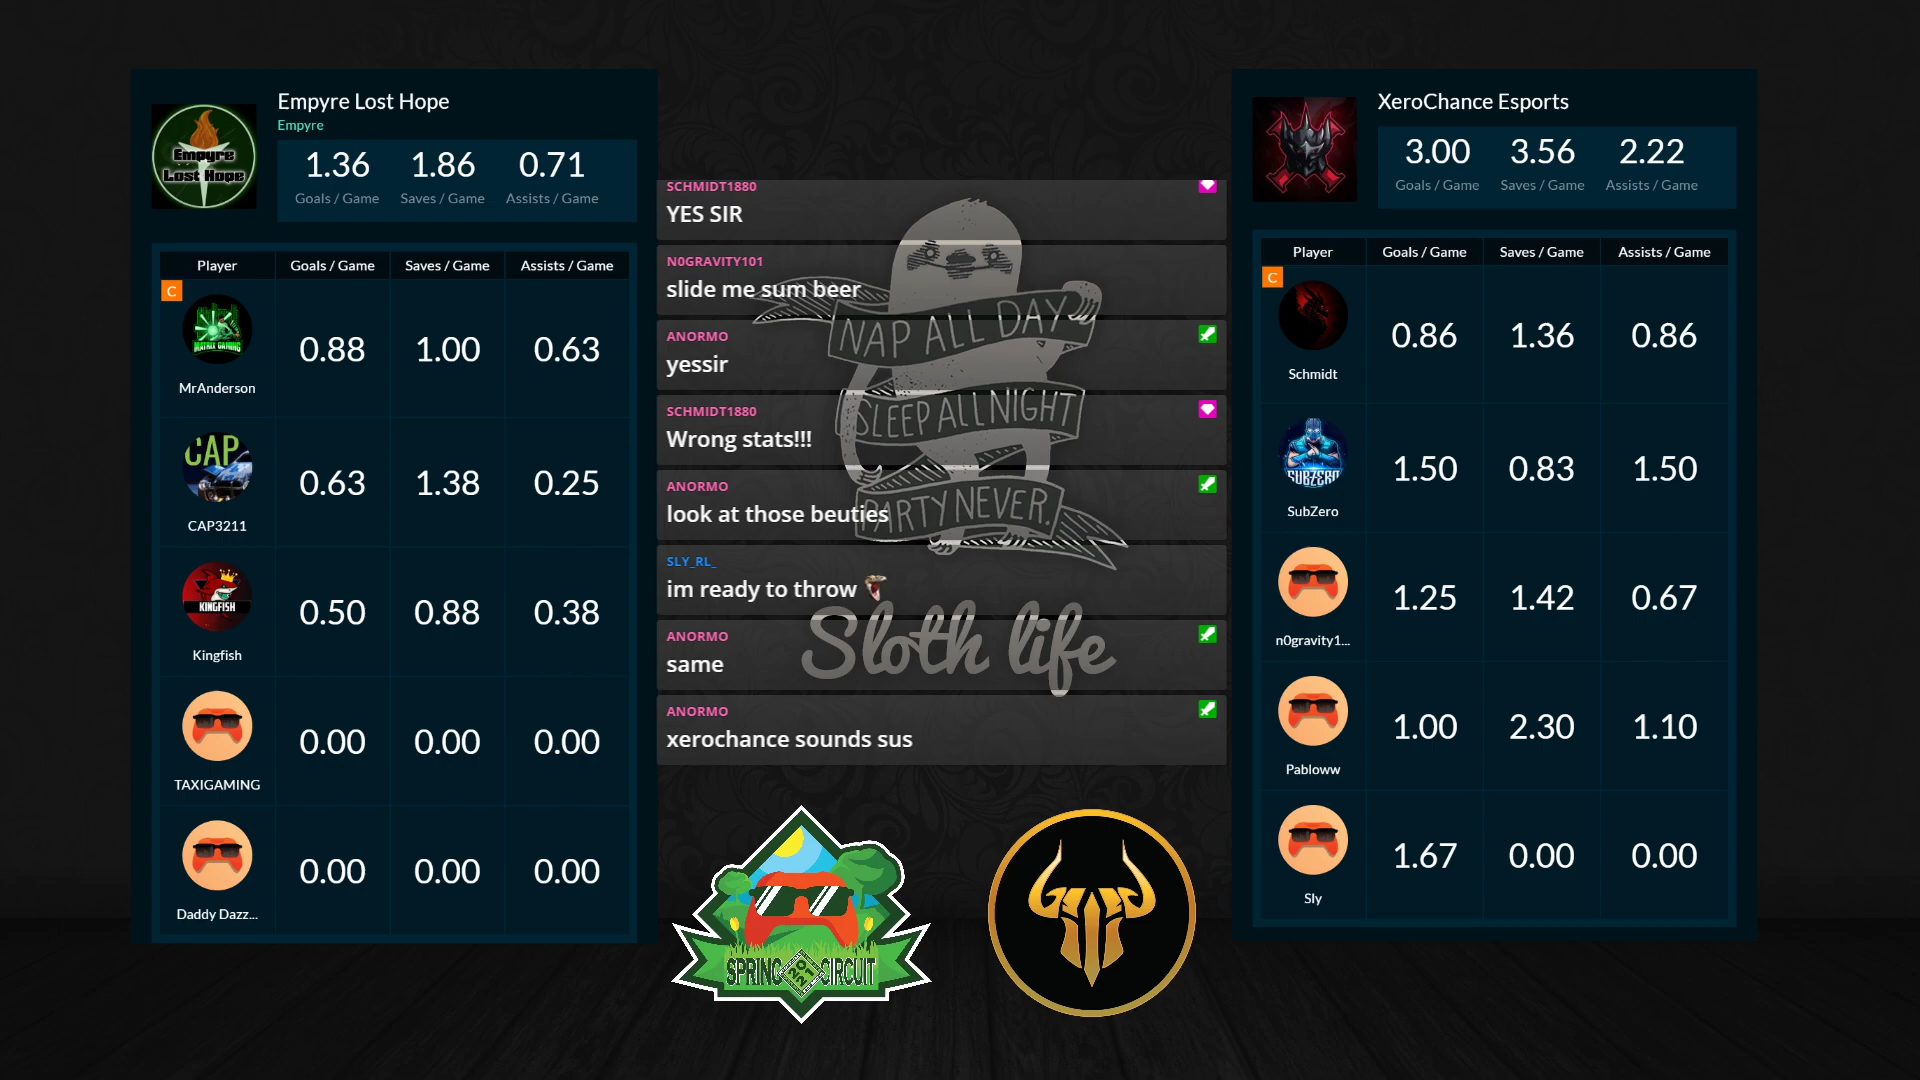 Empyre Lost Hope
Empyre
Empyre
Lost Hope
1.36 1.86 0.71
Goals / Game Saves / Game Assists / Game
Player Goals / Game Saves / Game Assists / Game
C
MATRIX GAMING
MrAnderson 0.88 1.00 0.63
CAP
CAP3211 0.63 1.38 0.25
KINGFISH
Kingfish 0.50 0.88 0.38
TAXIGAMING 0.00 0.00 0.00
Daddy Dazz... 0.00 0.00 0.00
SCHMIDT1880
YES SIR
N0GRAVITY101
slide me sum beer
ANORMO
yessir
SCHMIDT1880
Wrong stats!!!
ANORMO
look at those beuties
SLY_RL_
im ready to throw
ANORMO
same
ANORMO
xerochance sounds sus
NAP ALL DAY
SLEEP ALL NIGHT
PARTY NEVER.
Sloth life
SPRING 2021 CIRCUIT
XeroChance Esports
3.00 3.56 2.22
Goals / Game Saves / Game Assists / Game
Player Goals / Game Saves / Game Assists / Game
C
Schmidt 0.86 1.36 0.86
SUBZERO
SubZero 1.50 0.83 1.50
n0gravity1... 1.25 1.42 0.67
Pabloww 1.00 2.30 1.10
Sly 1.67 0.00 0.00